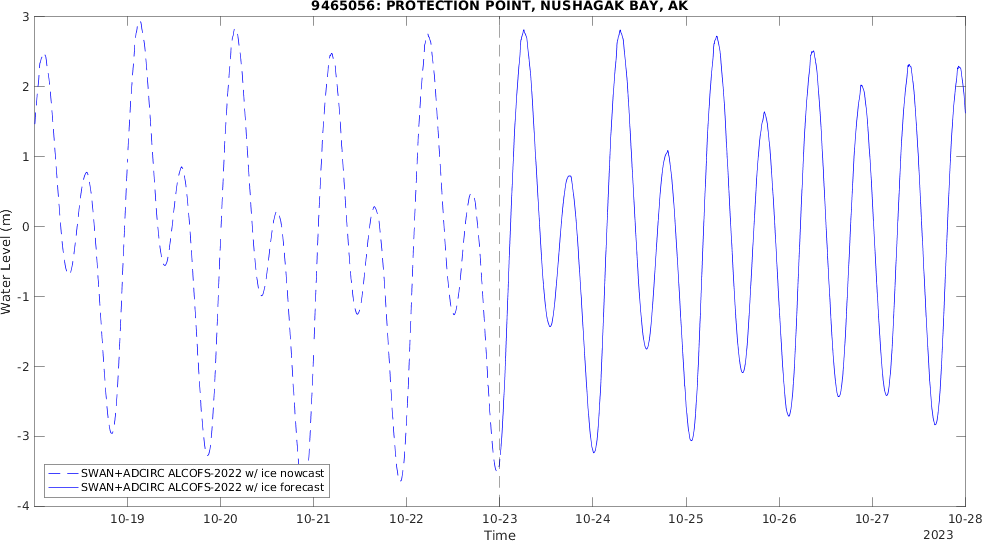 9465056: PROTECTION POINT, NUSHAGAK BAY, AK
3
2
1
0
-1
-2
-3
-4
Water Level (m)
SWAN+ADCIRC ALCOFS-2022 w/ ice nowcast
SWAN+ADCIRC ALCOFS-2022 w/ ice forecast
10-19 10-20 10-21 10-22 10-23 10-24 10-25 10-26 10-27 10-28
Time 2023